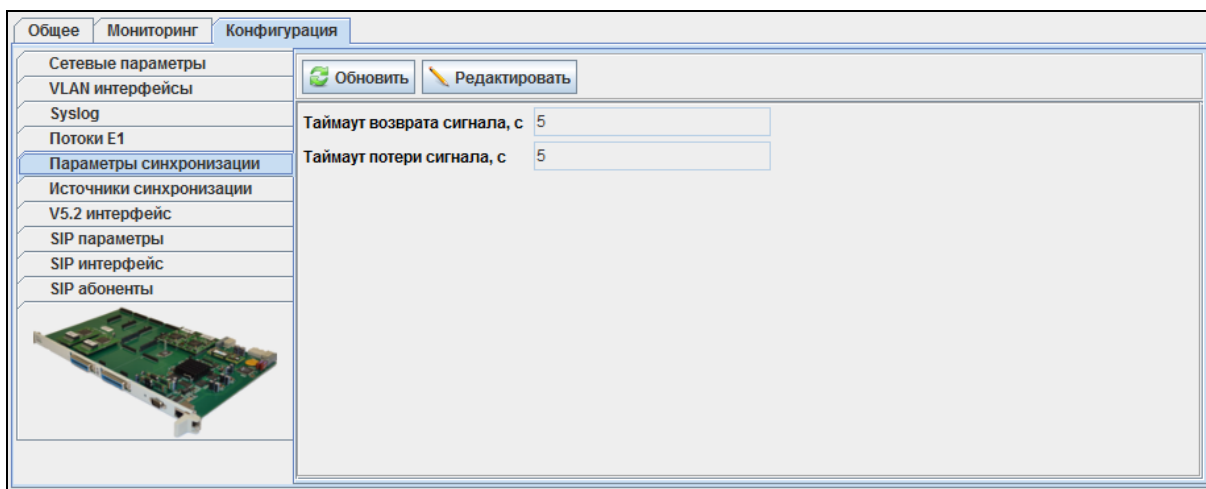 Общее Мониторинг Конфигурация
Сетевые параметры
VLAN интерфейсы
Syslog
Потоки E1
Параметры синхронизации
Источники синхронизации
V5.2 интерфейс
SIP параметры
SIP интерфейс
SIP абоненты
Обновить Редактировать
Таймаут возврата сигнала, с 5
Таймаут потери сигнала, с 5